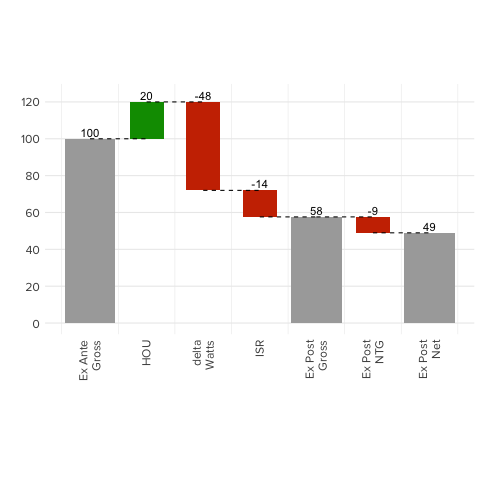 20
-48
120
100
100
80
-14
60
58
-9
49
40
20
0
Ex Ante
Gross
HOU
delta
Watts
ISR
Ex Post
Gross
Ex Post
NTG
Ex Post
Net